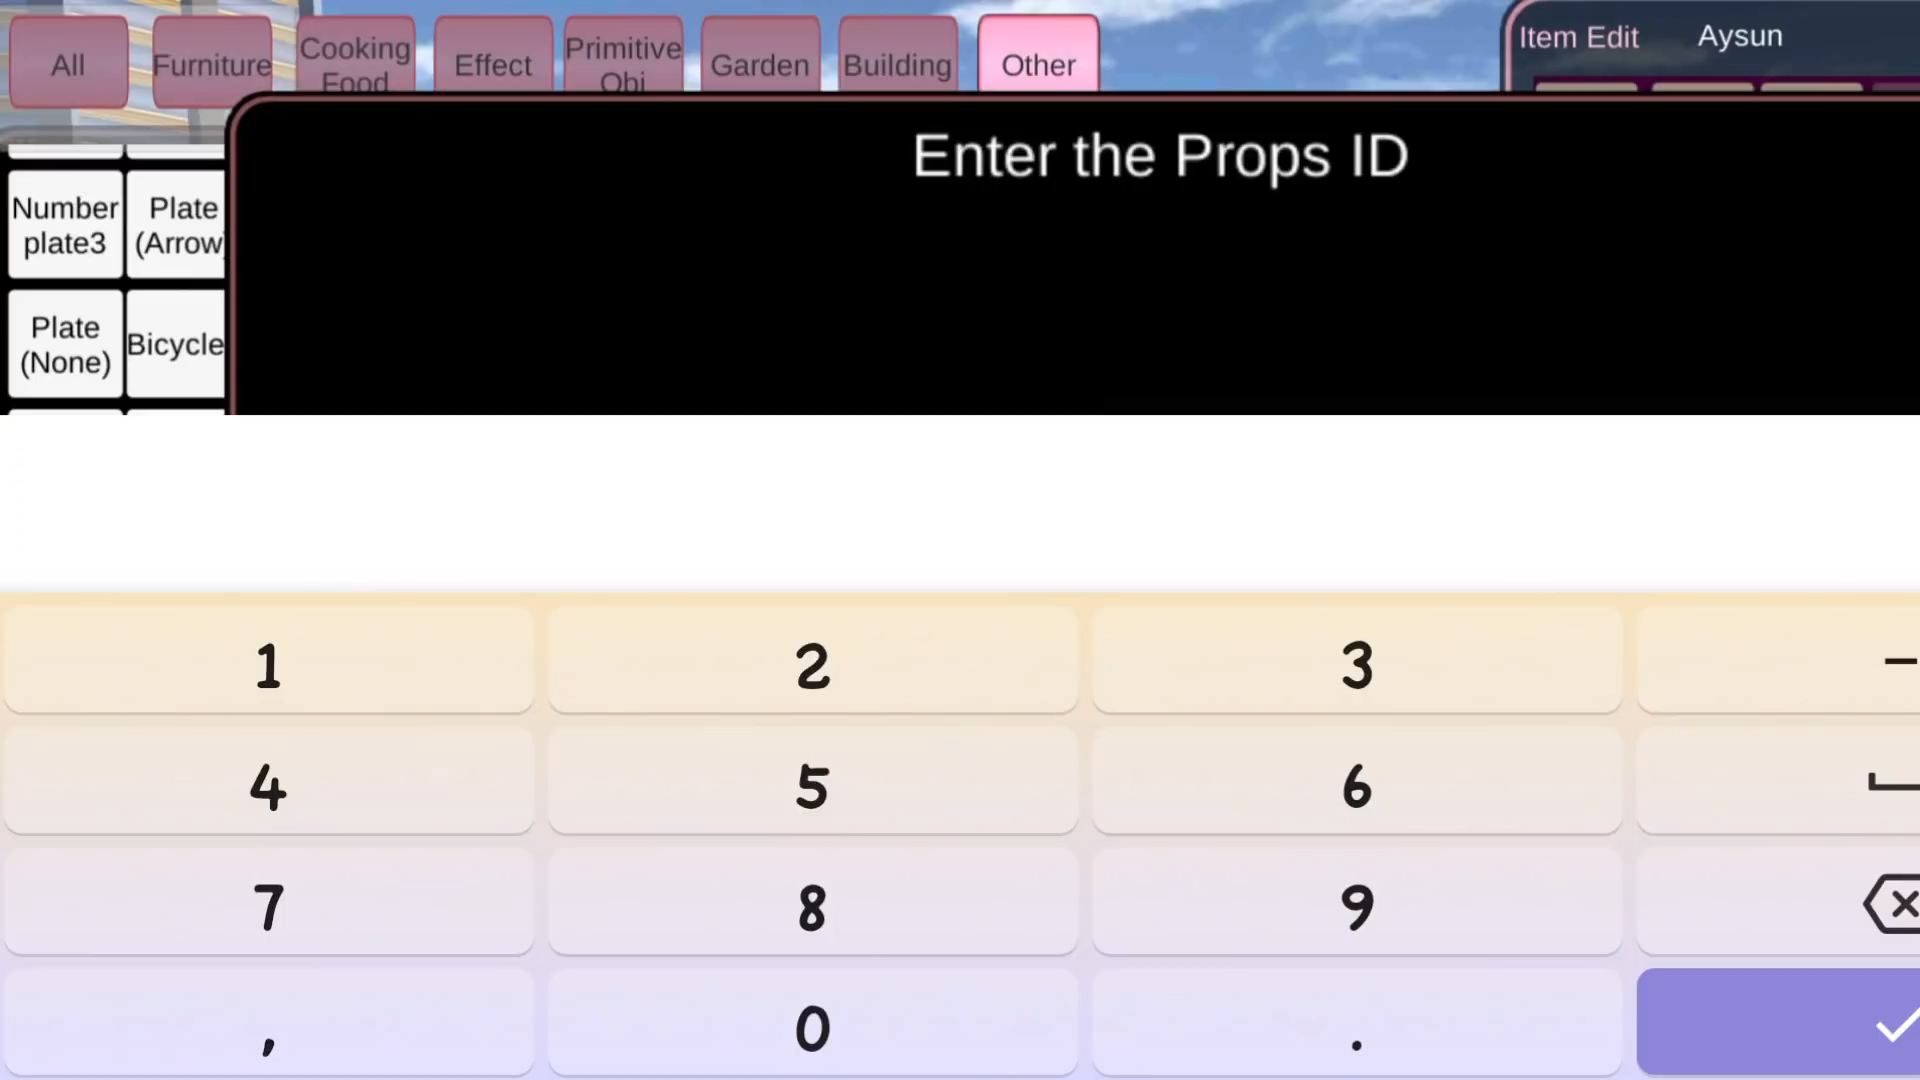 All
Furniture
Cooking
Food
Effect
Primitive
Obj
Garden
Building
Other
Item Edit
Aysun
Enter the Props ID
Number
plate3
Plate
(Arrow)
Plate
(None)
Bicycle
1
2
3
-
4
5
6
7
8
9
,
0
.